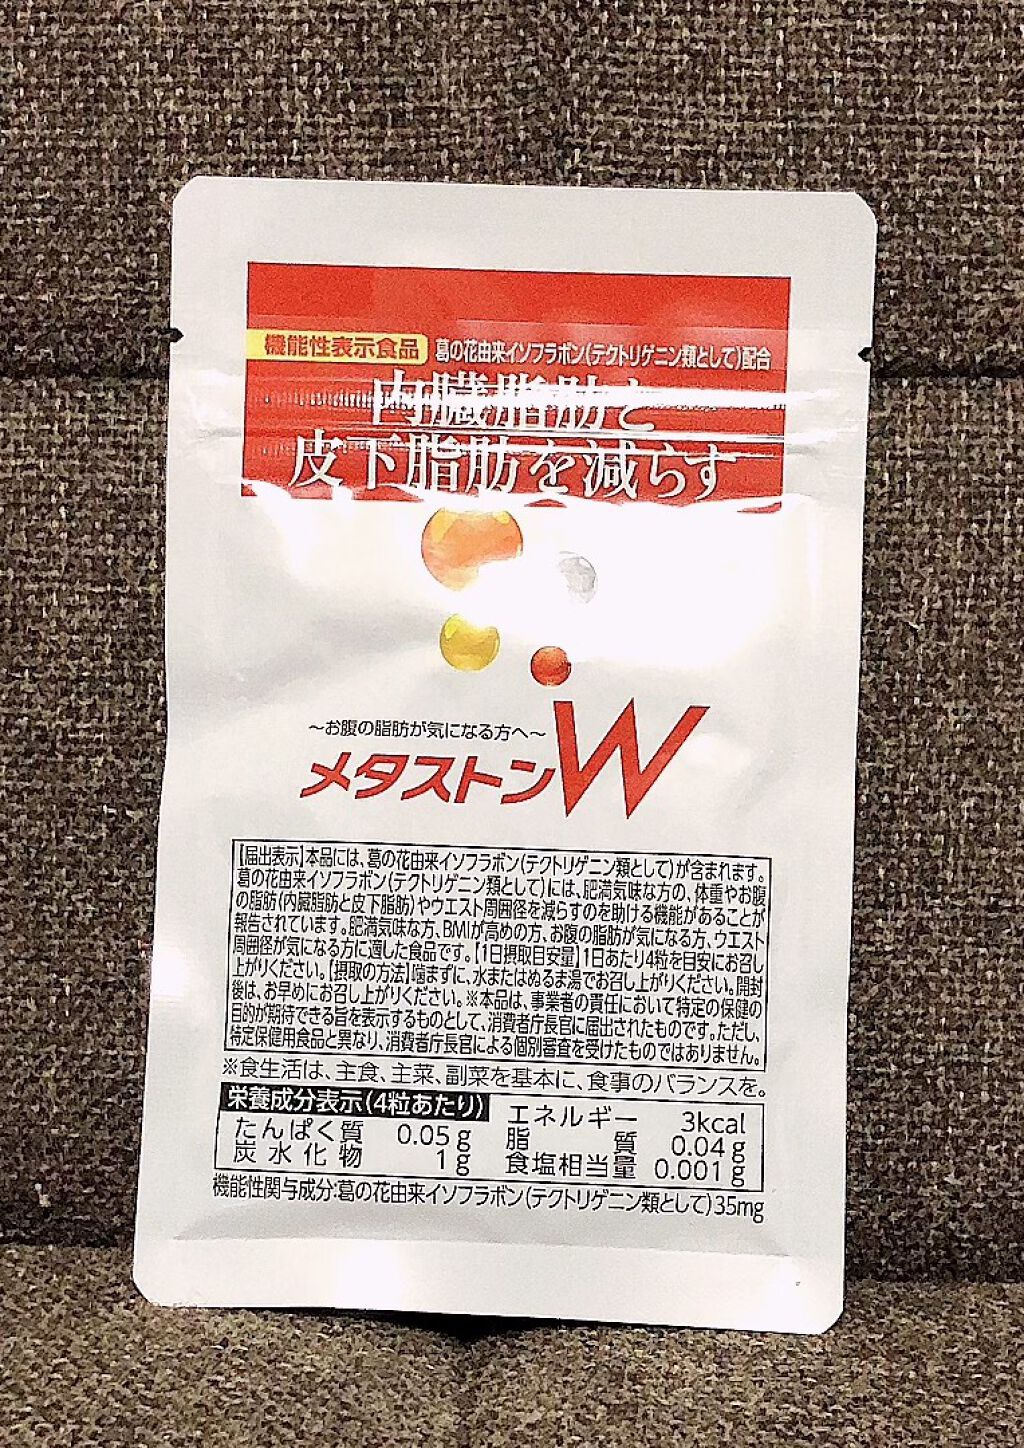 機能性表示食品 葛の花由来イソフラボン(テクトリゲニン類として)配合
内臓脂肪と
皮下脂肪を減らす
～お腹の脂肪が気になる方へ～
メタストンW
【届出表示】本品には、葛の花由来イソフラボン(テクトリゲニン類として)が含まれます。
葛の花由来イソフラボン(テクトリゲニン類として)には、肥満気味な方の、体重やお腹
の脂肪(内臓脂肪と皮下脂肪)やウエスト周囲径を減らすのを助ける機能があることが
報告されています。肥満気味な方、BMIが高めの方、お腹の脂肪が気になる方、ウエスト
周囲径が気になる方に適した食品です。【1日摂取目安量】1日あたり4粒を目安にお召し
上がりください。【摂取の方法】噛まずに、水またはぬるま湯でお召し上がりください。開封
後は、お早めにお召し上がりください。※本品は、事業者の責任において特定の保健の
目的が期待できる旨を表示するものとして、消費者庁長官に届出されたものです。ただし、
特定保健用食品と異なり、消費者庁長官による個別審査を受けたものではありません。
※食生活は、主食、主菜、副菜を基本に、食事のバランスを。
栄養成分表示(4粒あたり) エネルギー 3kcal
たんぱく質 0.05g 脂質 0.04g
炭水化物 1g 食塩相当量 0.001g
機能性関与成分:葛の花由来イソフラボン(テクトリゲニン類として)35mg